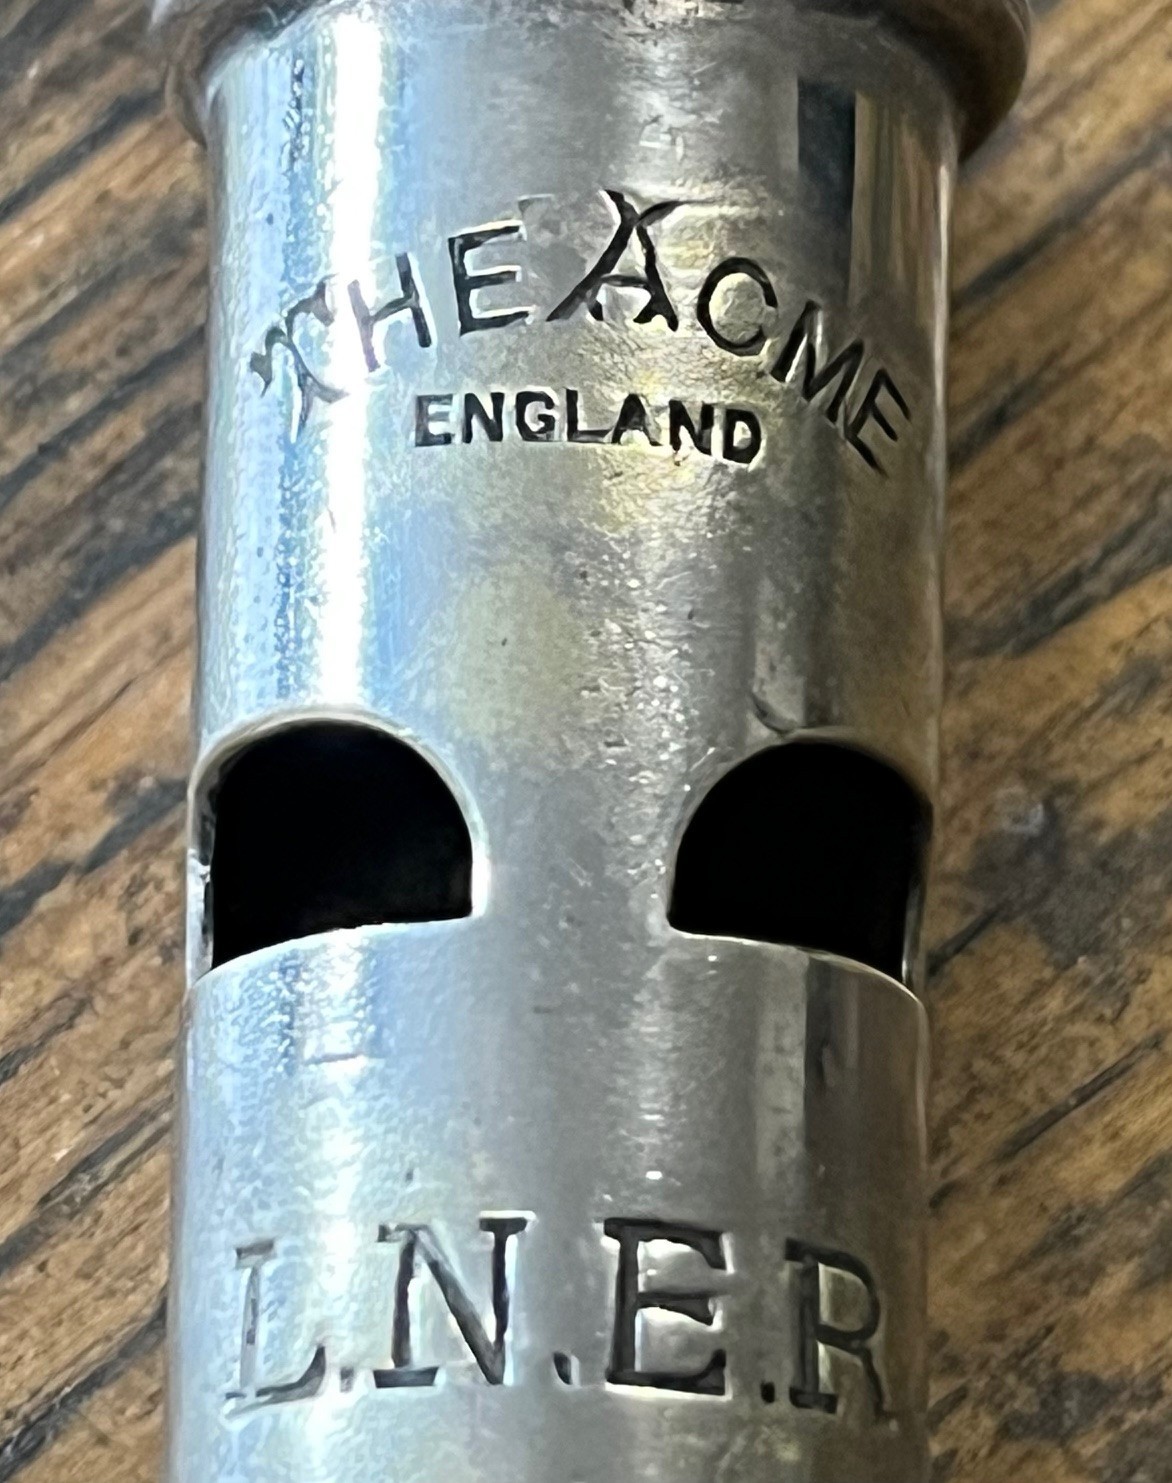 THE ACME
ENGLAND
L.N.E.R